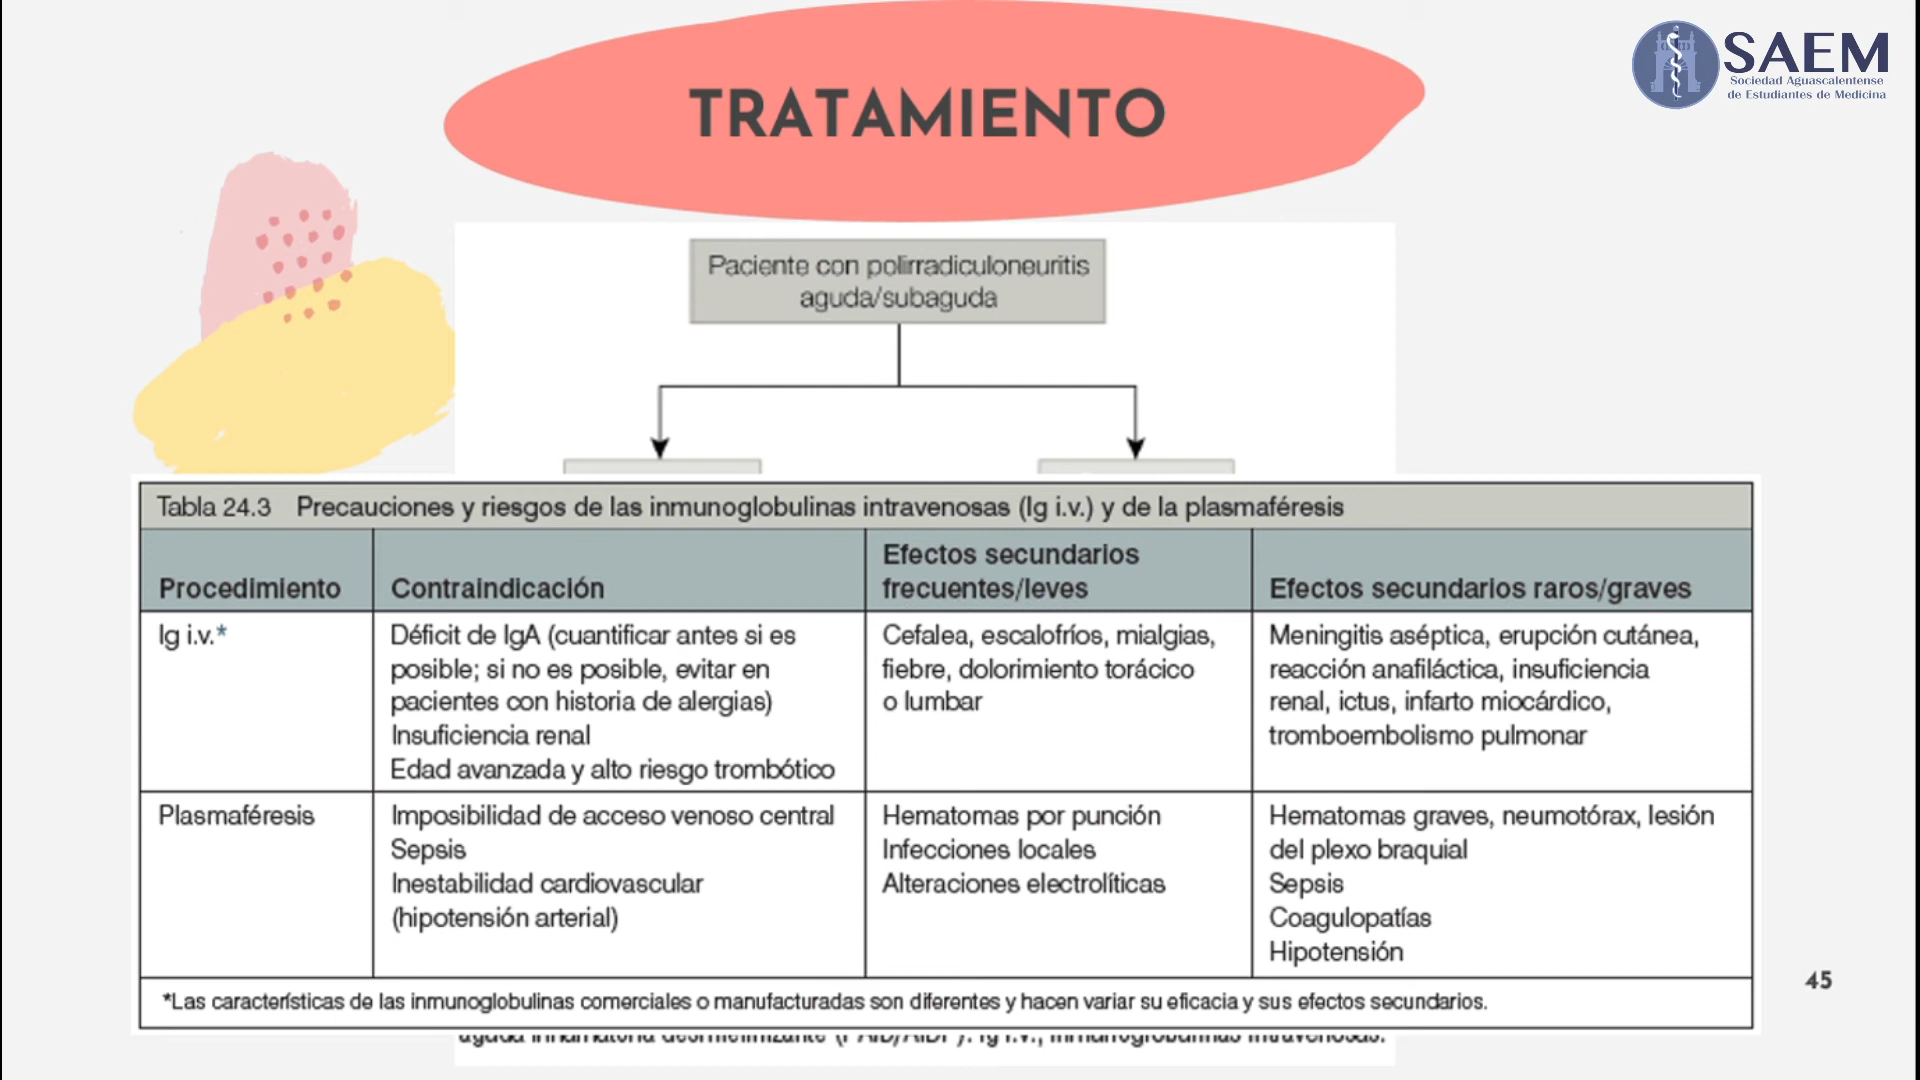 TRATAMIENTO
SAEM
Sociedad Aguascalentense
de Estudiantes de Medicina
Paciente con polirradiculoneuritis
aguda/subaguda
Tabla 24.3 Precauciones y riesgos de las inmunoglobulinas intravenosas (Ig i.v.) y de la plasmaféresis
Procedimiento
Contraindicación
Efectos secundarios
frecuentes/leves
Efectos secundarios raros/graves
Ig i.v.*
Déficit de IgA (cuantificar antes si es
posible; si no es posible, evitar en
pacientes con historia de alergias)
Insuficiencia renal
Edad avanzada y alto riesgo trombótico
Cefalea, escalofríos, mialgias,
fiebre, dolorimiento torácico
o lumbar
Meningitis aséptica, erupción cutánea,
reacción anafiláctica, insuficiencia
renal, ictus, infarto miocárdico,
tromboembolismo pulmonar
Plasmaféresis
Imposibilidad de acceso venoso central
Sepsis
Inestabilidad cardiovascular
(hipotensión arterial)
Hematomas por punción
Infecciones locales
Alteraciones electrolíticas
Hematomas graves, neumotórax, lesión
del plexo braquial
Sepsis
Coagulopatías
Hipotensión
*Las características de las inmunoglobulinas comerciales o manufacturadas son diferentes y hacen variar su eficacia y sus efectos secundarios.
45